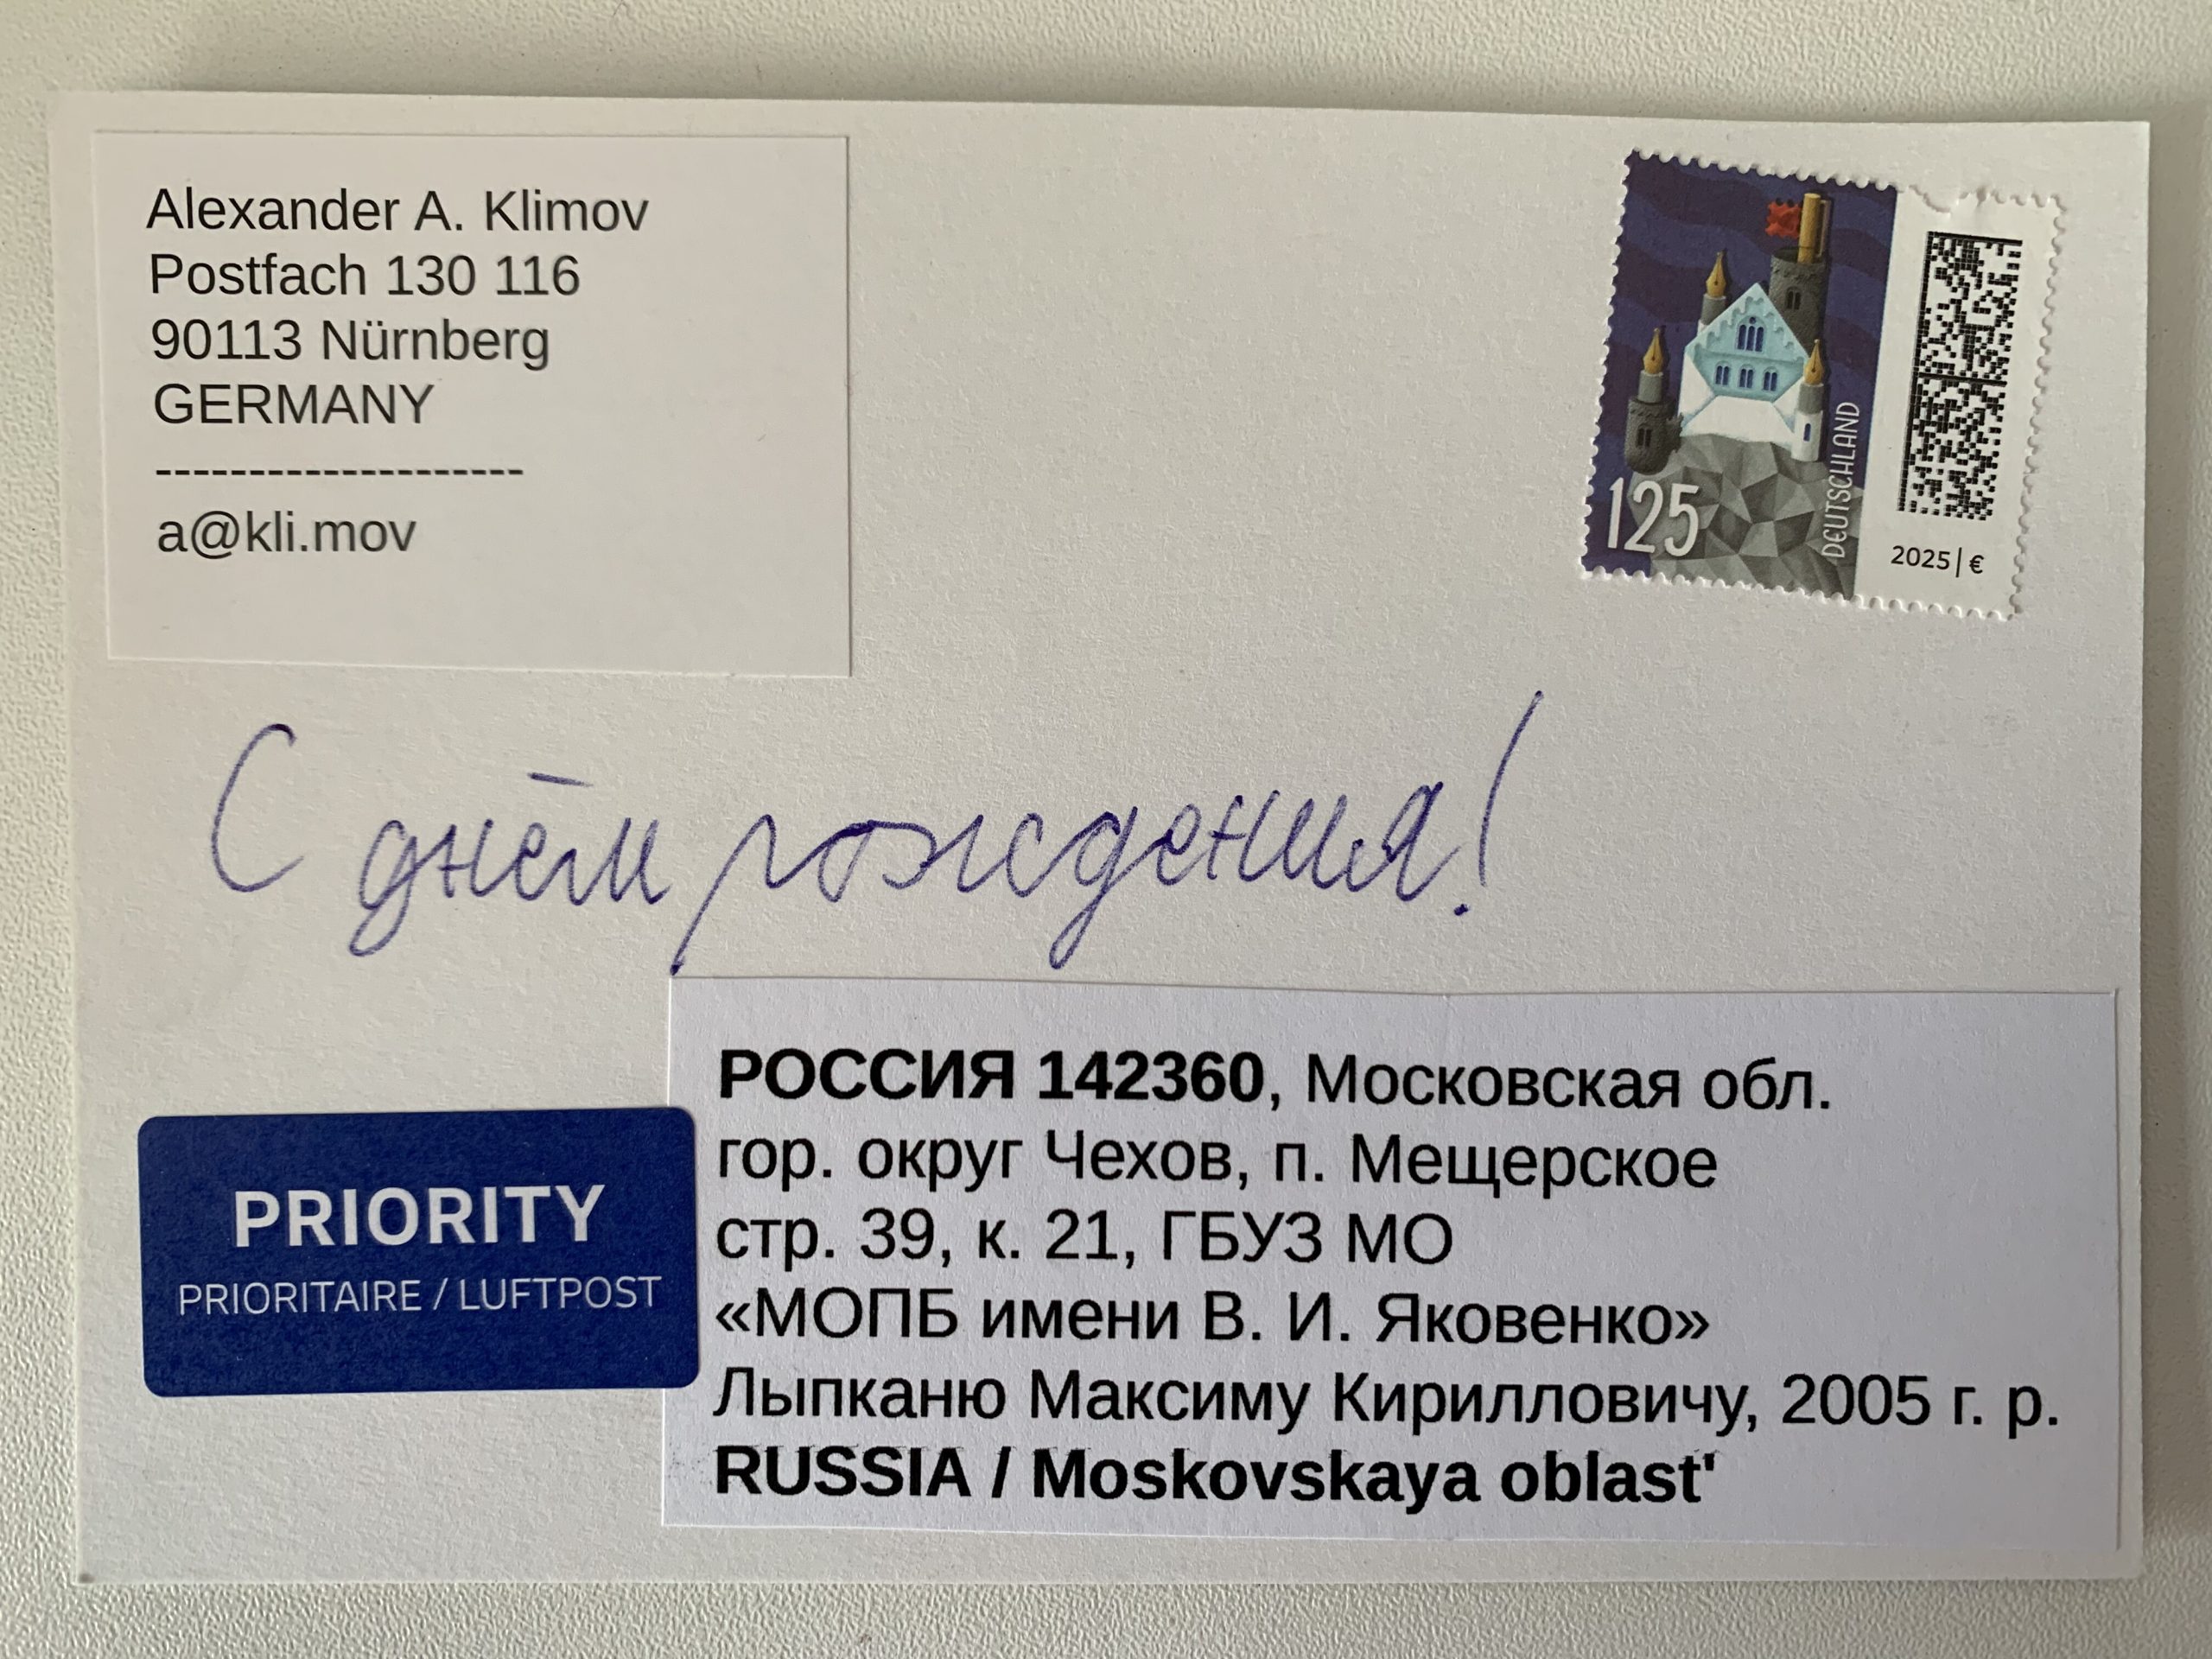 Alexander A. Klimov
Postfach 130 116
90113 Nürnberg
GERMANY
--------------------
a@kli.mov
125
DEUTSCHLAND
2025|€
С днём рождения!
PRIORITY
PRIORITAIRE / LUFTPOST
РОССИЯ 142360, Московская обл.
гор. округ Чехов, п. Мещерское
стр. 39, к. 21, ГБУЗ МО
«МОПБ имени В. И. Яковенко»
Лыпканю Максиму Кирилловичу, 2005 г. р.
RUSSIA / Moskovskaya oblast'